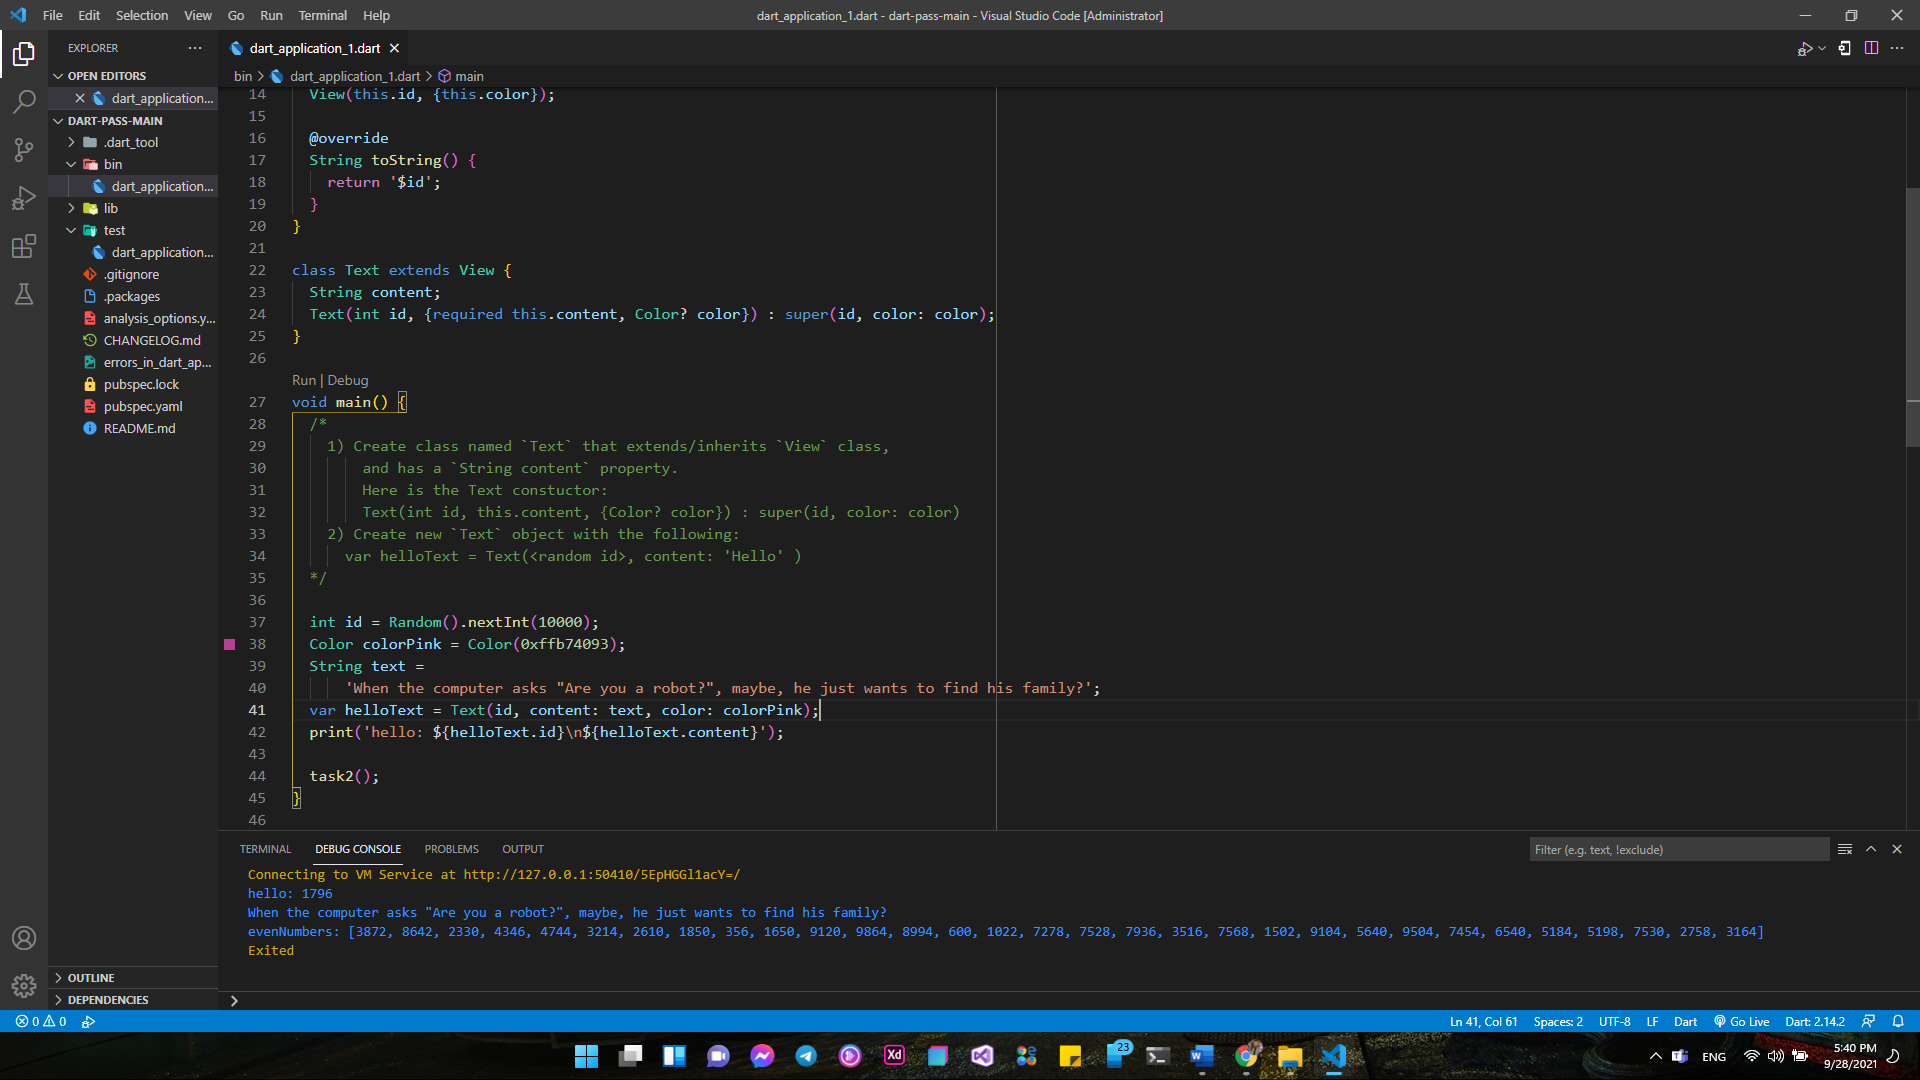 File Edit Selection View Go Run Terminal Help
dart_application_1.dart - dart-pass-main - Visual Studio Code [Administrator]
EXPLORER
OPEN EDITORS
dart_application...
DART-PASS-MAIN
.dart_tool
bin
dart_application...
lib
test
dart_application...
.gitignore
.packages
analysis_options.y...
CHANGELOG.md
errors_in_dart_ap...
pubspec.lock
pubspec.yaml
README.md
OUTLINE
DEPENDENCIES
dart_application_1.dart
bin > dart_application_1.dart > main
14 View(this.id, {this.color});
15
16 @override
17 String toString() {
18 return '$id';
19 }
20 }
21
22 class Text extends View {
23 String content;
24 Text(int id, {required this.content, Color? color}) : super(id, color: color);
25 }
26
Run | Debug
27 void main() {
28 /*
29 1) Create class named `Text` that extends/inherits `View` class,
30 and has a `String content` property.
31 Here is the Text constuctor:
32 Text(int id, this.content, {Color? color}) : super(id, color: color)
33 2) Create new `Text` object with the following:
34 var helloText = Text(<random id>, content: 'Hello' )
35 */
36
37 int id = Random().nextInt(10000);
38 Color colorPink = Color(0xffb74093);
39 String text =
40 'When the computer asks "Are you a robot?", maybe, he just wants to find his family?';
41 var helloText = Text(id, content: text, color: colorPink);
42 print('hello: ${helloText.id}\n${helloText.content}');
43
44 task2();
45 }
46
TERMINAL DEBUG CONSOLE PROBLEMS OUTPUT
Filter (e.g. text, !exclude)
Connecting to VM Service at http://127.0.0.1:50410/5EpHGGl1acY=/
hello: 1796
When the computer asks "Are you a robot?", maybe, he just wants to find his family?
evenNumbers: [3872, 8642, 2330, 4346, 4744, 3214, 2610, 1850, 356, 1650, 9120, 9864, 8994, 600, 1022, 7278, 7528, 7936, 3516, 7568, 1502, 9104, 5640, 9504, 7454, 6540, 5184, 5198, 7530, 2758, 3164]
Exited
0 0
Ln 41, Col 61 Spaces: 2 UTF-8 LF Dart Go Live Dart: 2.14.2
Xd
23
ENG
5:40 PM
9/28/2021